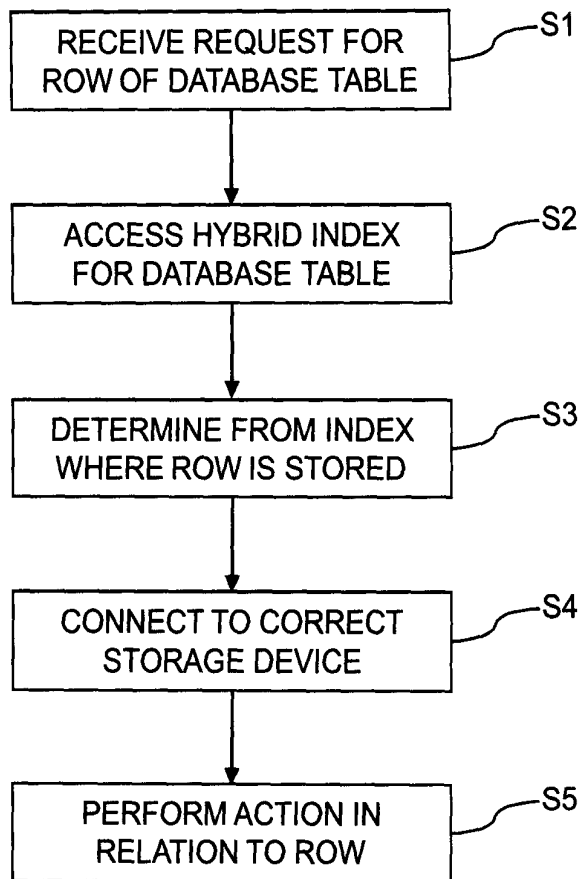 RECEIVE REQUEST FOR
ROW OF DATABASE TABLE
S1
ACCESS HYBRID INDEX
FOR DATABASE TABLE
S2
DETERMINE FROM INDEX
WHERE ROW IS STORED
S3
CONNECT TO CORRECT
STORAGE DEVICE
S4
PERFORM ACTION IN
RELATION TO ROW
S5